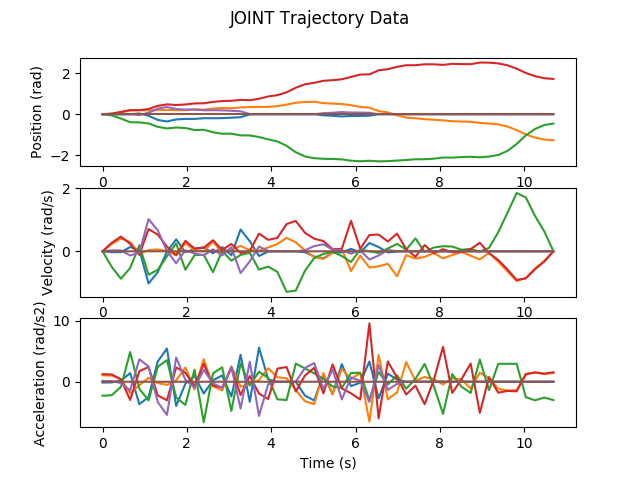 JOINT Trajectory Data
Position (rad)
2
0
−2
0 2 4 6 8 10
Velocity (rad/s)
2
0
0 2 4 6 8 10
Acceleration (rad/s2)
10
0
0 2 4 6 8 10
Time (s)